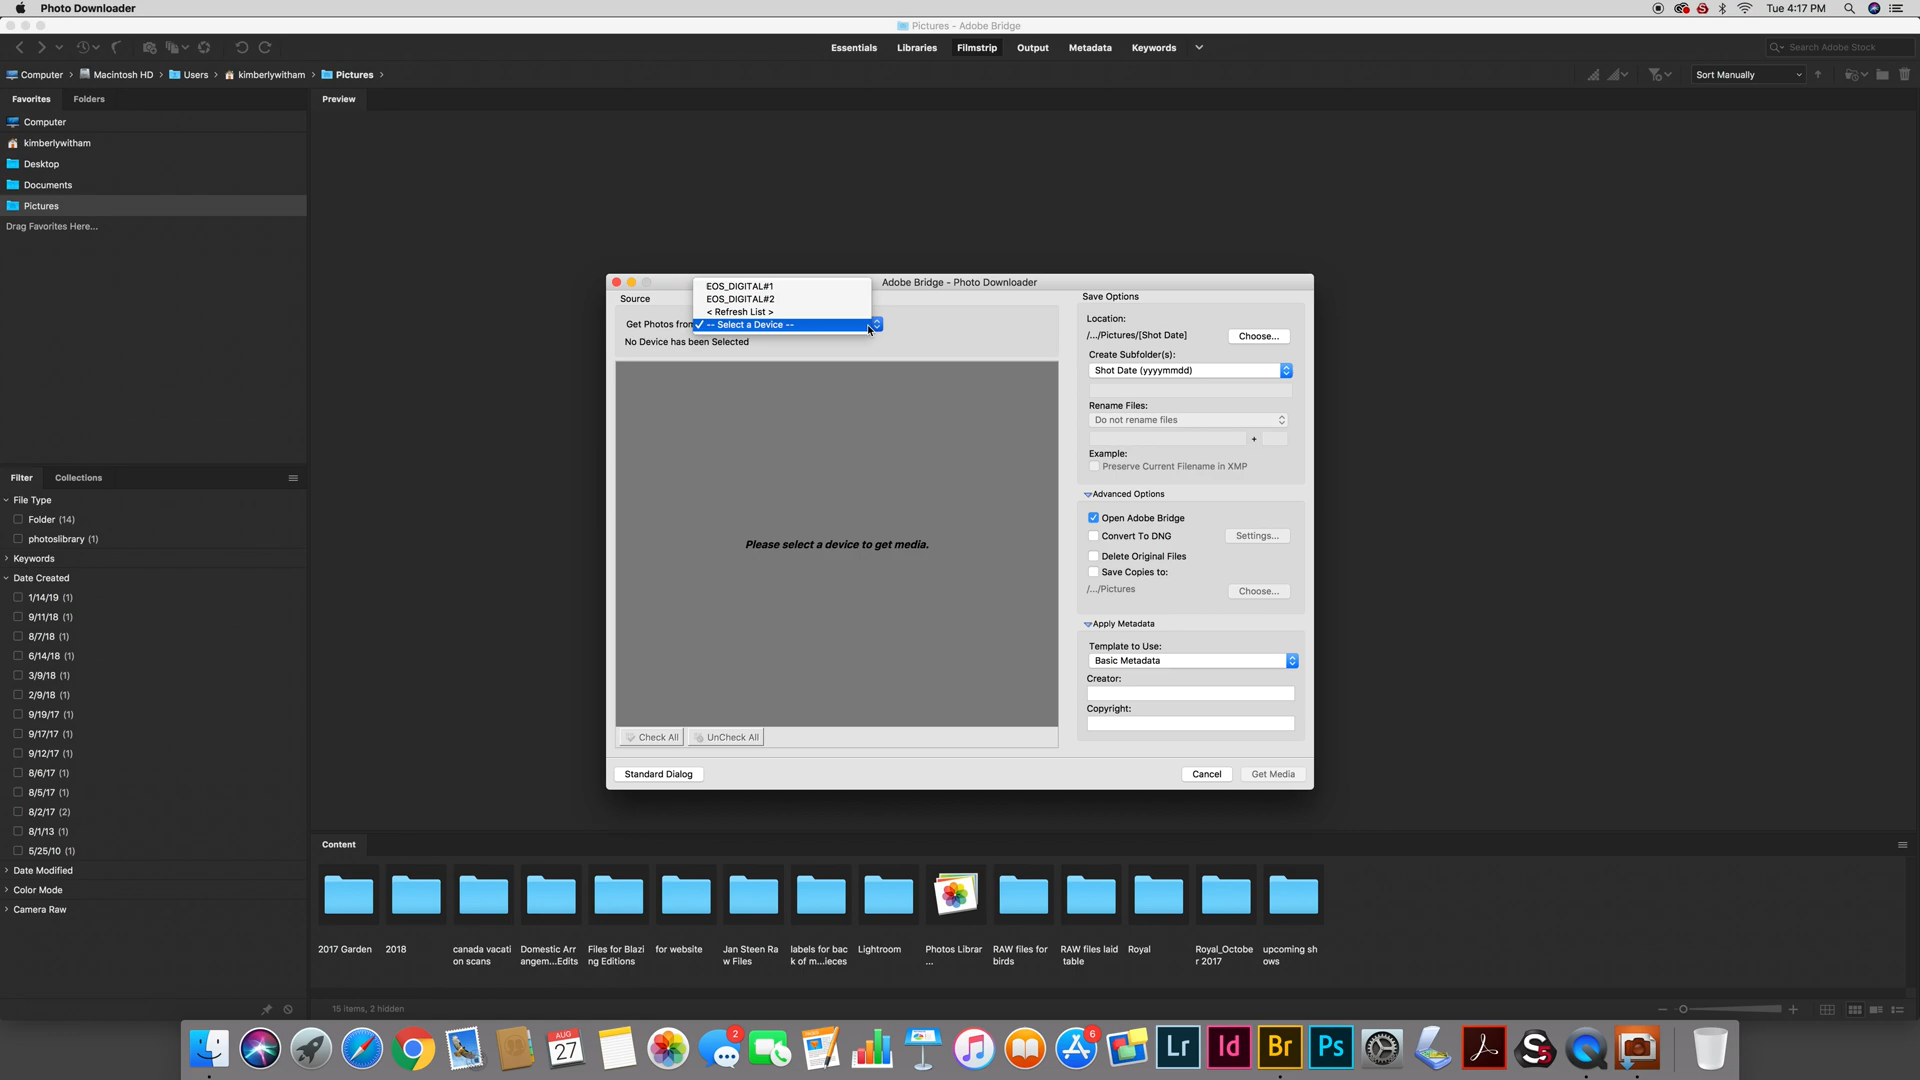 Photo Downloader
Tue 4:17 PM
Pictures - Adobe Bridge
Essentials Libraries Filmstrip Output Metadata Keywords
Search Adobe Stock
Computer > Macintosh HD > Users > kimberlywitham > Pictures >
Sort Manually
Favorites Folders
Computer
kimberlywitham
Desktop
Documents
Pictures
Drag Favorites Here...
Filter Collections
File Type
Folder (14)
photoslibrary (1)
Keywords
Date Created
1/14/19 (1)
9/11/18 (1)
8/7/18 (1)
6/14/18 (1)
3/9/18 (1)
2/9/18 (1)
9/19/17 (1)
9/17/17 (1)
9/12/17 (1)
8/6/17 (1)
8/5/17 (1)
8/2/17 (2)
8/1/13 (1)
5/25/10 (1)
Date Modified
Color Mode
Camera Raw
Preview
Adobe Bridge - Photo Downloader
Source
EOS_DIGITAL#1
EOS_DIGITAL#2
< Refresh List >
Get Photos from
-- Select a Device --
No Device has been Selected
Please select a device to get media.
Check All UnCheck All
Standard Dialog
Save Options
Location:
/.../Pictures/[Shot Date] Choose...
Create Subfolder(s):
Shot Date (yyyymmdd)
Rename Files:
Do not rename files
+
Example:
Preserve Current Filename in XMP
Advanced Options
Open Adobe Bridge
Convert To DNG Settings...
Delete Original Files
Save Copies to:
/.../Pictures Choose...
Apply Metadata
Template to Use:
Basic Metadata
Creator:
Copyright:
Cancel Get Media
Content
2017 Garden
2018
canada vacati
on scans
Domestic Arr
angem...Edits
Files for Blazi
ng Editions
for website
Jan Steen Ra
w Files
labels for bac
k of m...ieces
Lightroom
Photos Librar
...
RAW files for
birds
RAW files laid
table
Royal
Royal_Octobe
r 2017
upcoming sh
ows
15 items, 2 hidden
AUG
27
2
6
Lr
Id
Br
Ps
S